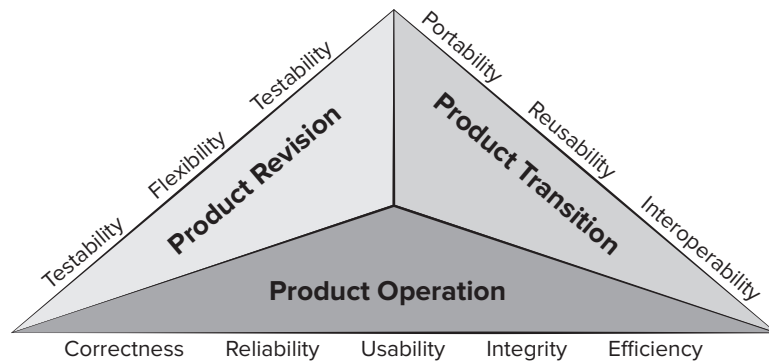 Testability
Flexibility
Testability
Product Revision
Portability
Reusability
Interoperability
Product Transition
Product Operation
Correctness Reliability Usability Integrity Efficiency